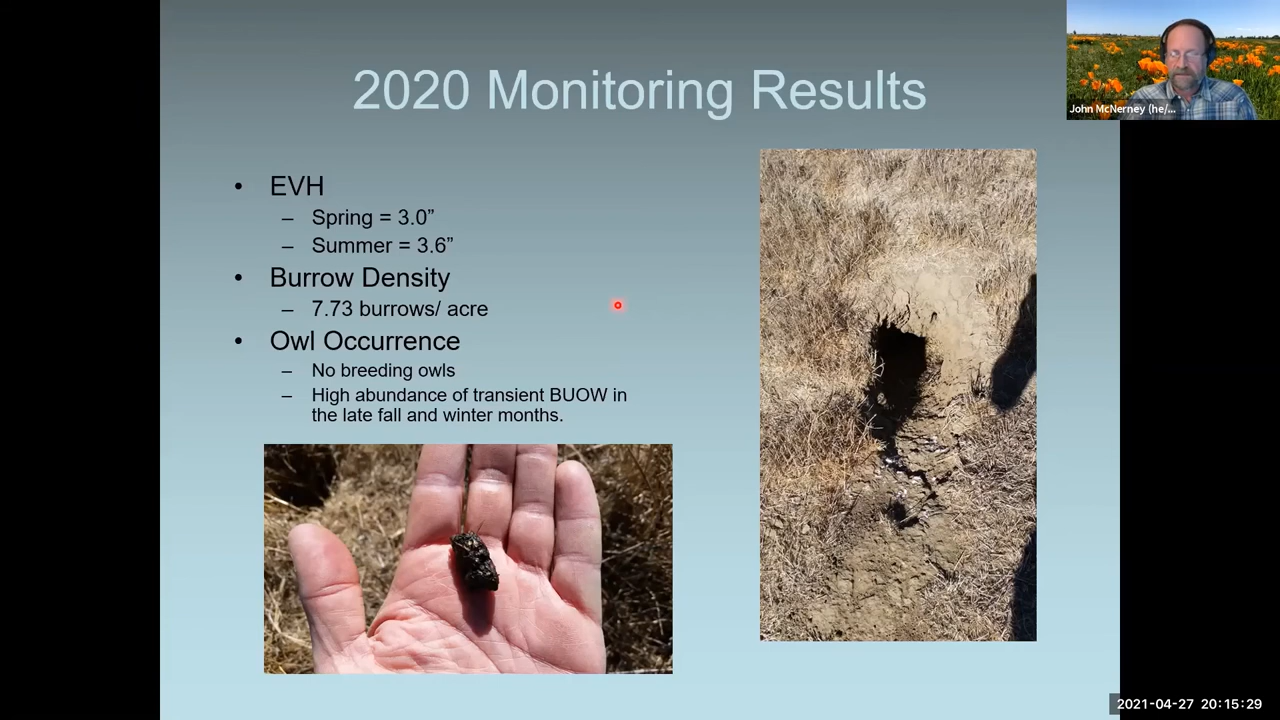 2020 Monitoring Results
John McNerney (he/...
• EVH
– Spring = 3.0”
– Summer = 3.6”
• Burrow Density
– 7.73 burrows/ acre
• Owl Occurrence
– No breeding owls
– High abundance of transient BUOW in
the late fall and winter months.
2021-04-27 20:15:29